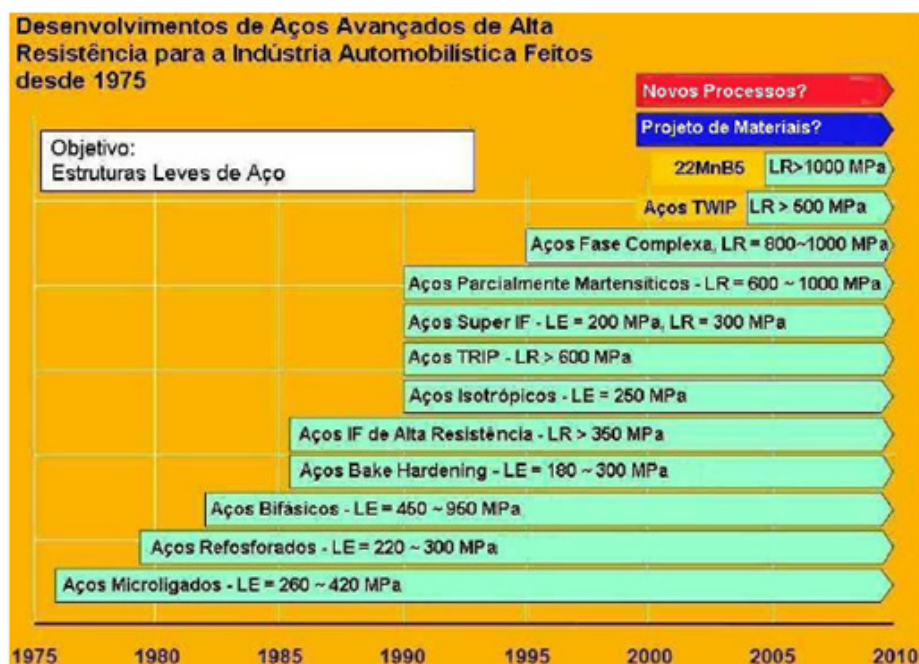 Desenvolvimentos de Aços Avançados de Alta
Resistência para a Indústria Automobilística Feitos
desde 1975
Novos Processos?
Projeto de Materiais?
Objetivo:
Estruturas Leves de Aço
22MnB5 LR>1000 MPa
Aços TWIP LR > 500 MPa
Aços Fase Complexa, LR = 800~1000 MPa
Aços Parcialmente Martensíticos - LR = 600 ~ 1000 MPa
Aços Super IF - LE = 200 MPa, LR = 300 MPa
Aços TRIP - LR > 600 MPa
Aços Isotrópicos - LE = 250 MPa
Aços IF de Alta Resistência - LR > 350 MPa
Aços Bake Hardening - LE = 180 ~ 300 MPa
Aços Bifásicos - LE = 450 ~ 950 MPa
Aços Refosforados - LE = 220 ~ 300 MPa
Aços Microligados - LE = 260 ~ 420 MPa
1975 1980 1985 1990 1995 2000 2005 2010